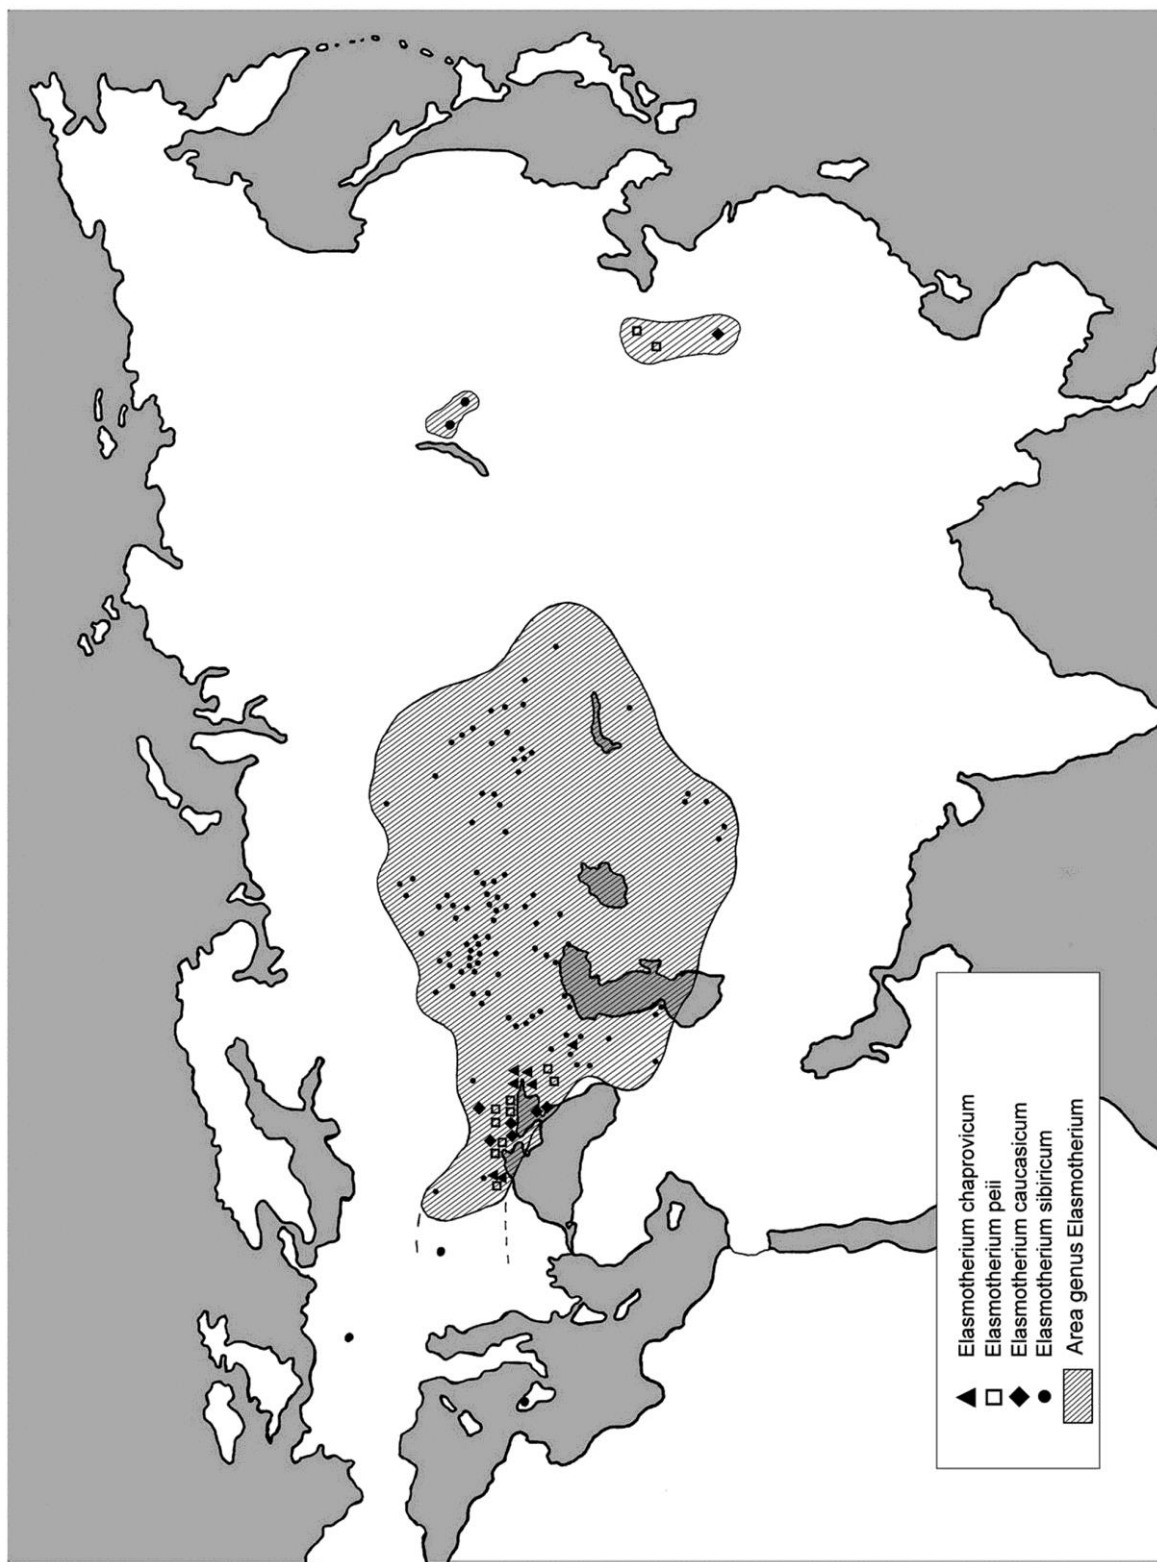 Elasmotherium chaprovicum
Elasmotherium peii
Elasmotherium caucasicum
Elasmotherium sibiricum
Area genus Elasmotherium